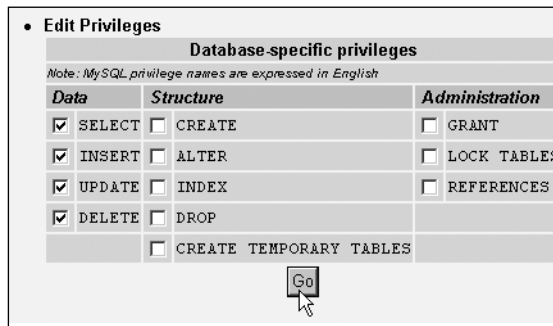 • Edit Privileges
Database-specific privileges
Note: MySQL privilege names are expressed in English
Data Structure Administration
SELECT CREATE GRANT
INSERT ALTER LOCK TABLES
UPDATE INDEX REFERENCES
DELETE DROP
CREATE TEMPORARY TABLES
Go